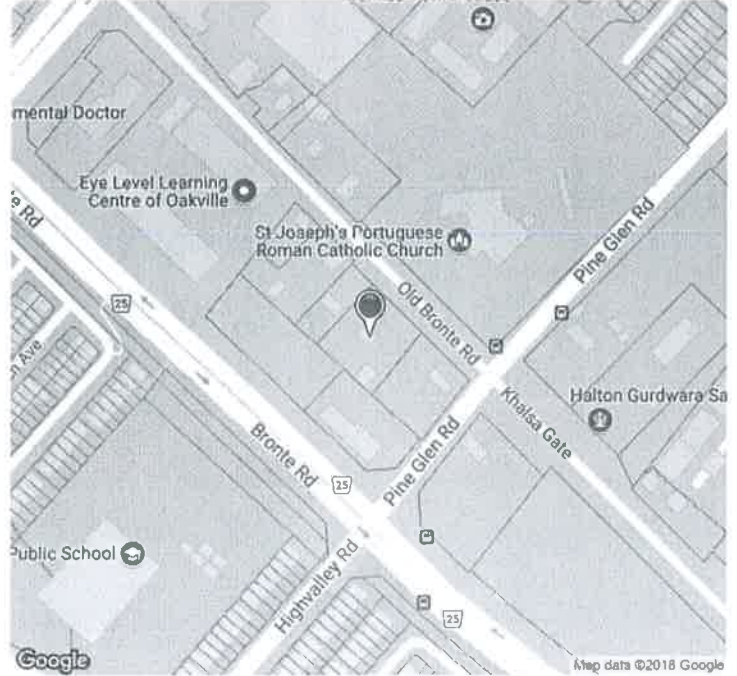 mental Doctor
Eye Level Learning
Centre of Oakville
St Joseph's Portuguese
Roman Catholic Church
Pine Glen Rd
e Rd
25
Old Bronte Rd
n Ave
Khalsa Gate
Halton Gurdwara Sa
Bronte Rd
25
Pine Glen Rd
Public School
Highvalley Rd
25
Google
Map data ©2018 Google